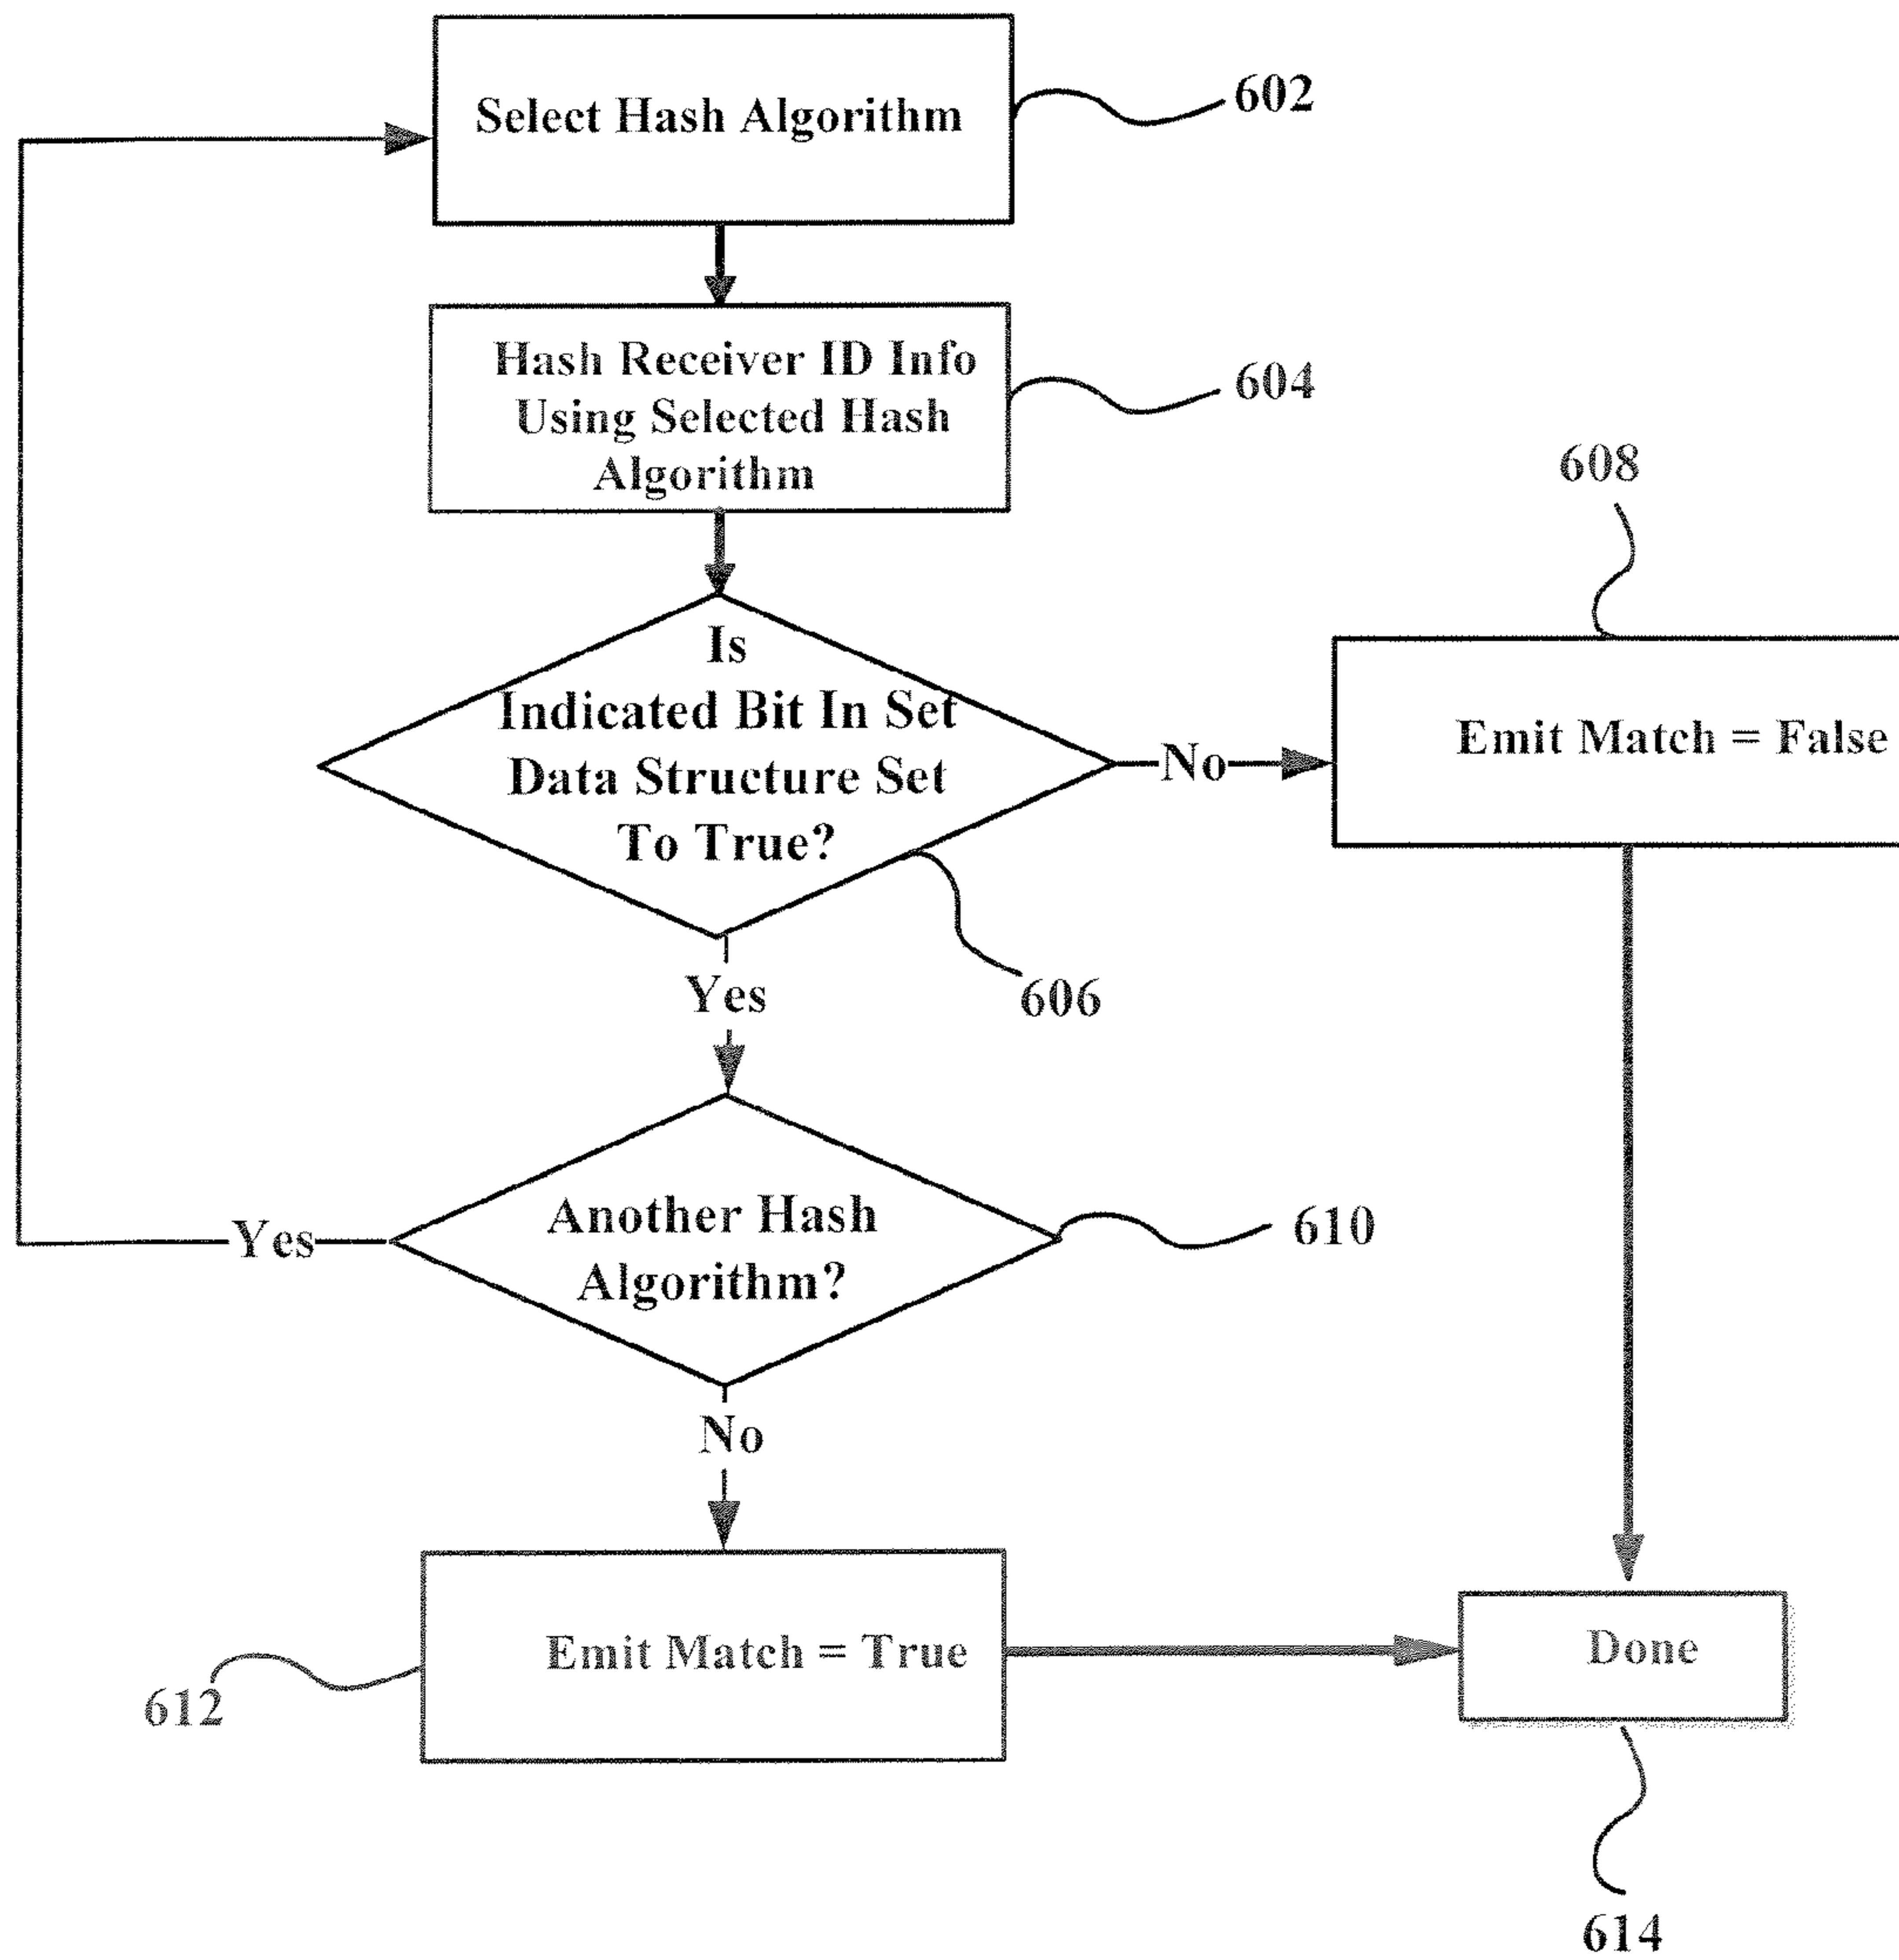 Select Hash Algorithm
602
Hash Receiver ID Info
Using Selected Hash
Algorithm
604
608
Is
Indicated Bit In Set
Data Structure Set
To True?
No
Emit Match = False
606
Yes
Another Hash
Algorithm?
610
Yes
No
Emit Match = True
612
Done
614